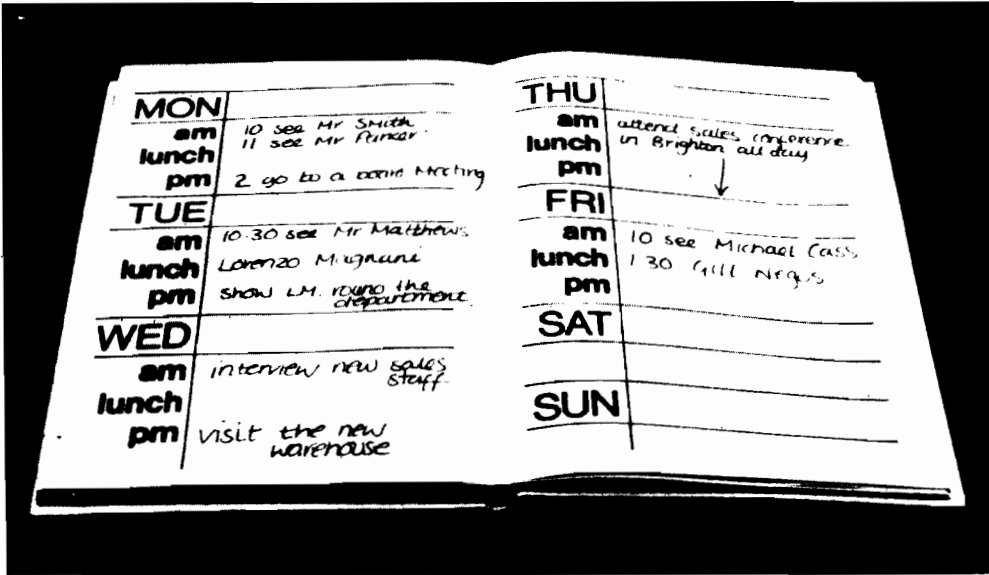 MON
am 10 see Mr Smith
11 see Mr Parker
lunch
pm 2 go to a board Meeting
TUE
am 10.30 see Mr Matthews
lunch Lorenzo Magnani
pm show L.M. round the
department
WED
am interview new sales
staff
lunch
pm visit the new
warehouse
THU
am attend sales conference
lunch in Brighton all day
pm
FRI
am 10 see Michael Cass
lunch 1 30 Gill Negus
pm
SAT
SUN